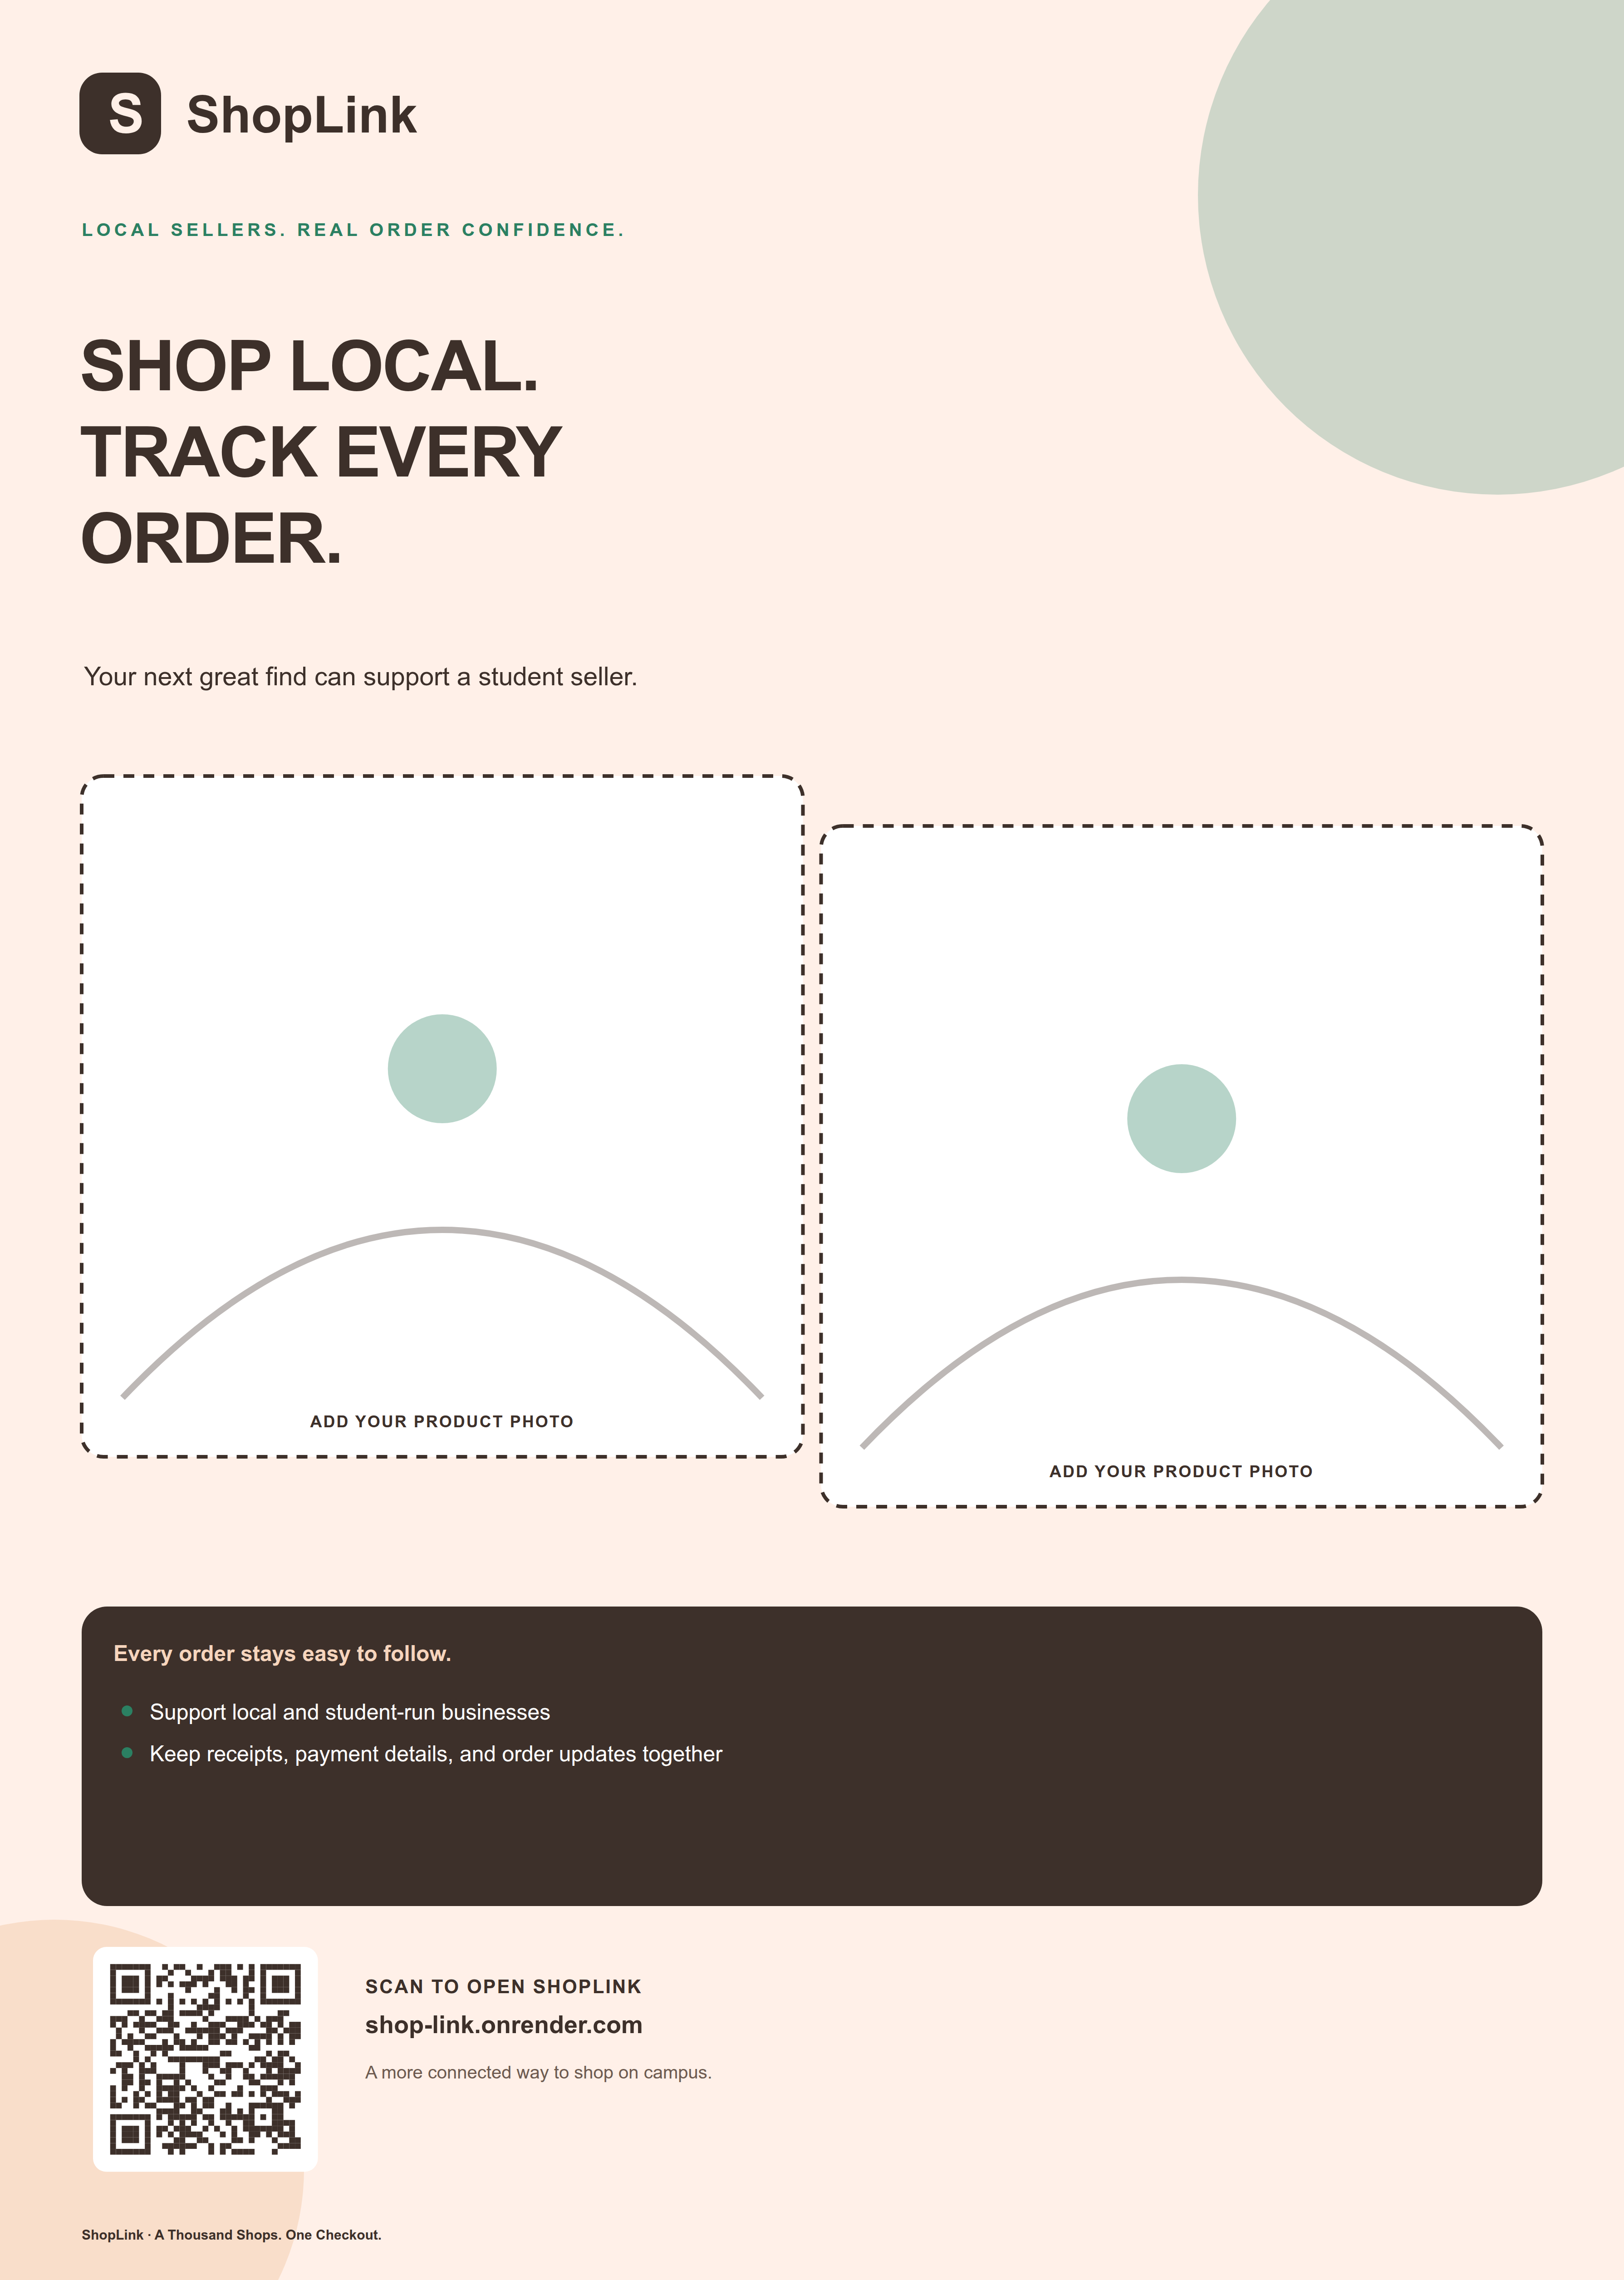 S ShopLink
LOCAL SELLERS. REAL ORDER CONFIDENCE.
SHOP LOCAL.
TRACK EVERY
ORDER.
Your next great find can support a student seller.
ADD YOUR PRODUCT PHOTO
ADD YOUR PRODUCT PHOTO
Every order stays easy to follow.
Support local and student-run businesses
Keep receipts, payment details, and order updates together
SCAN TO OPEN SHOPLINK
shop-link.onrender.com
A more connected way to shop on campus.
ShopLink · A Thousand Shops. One Checkout.